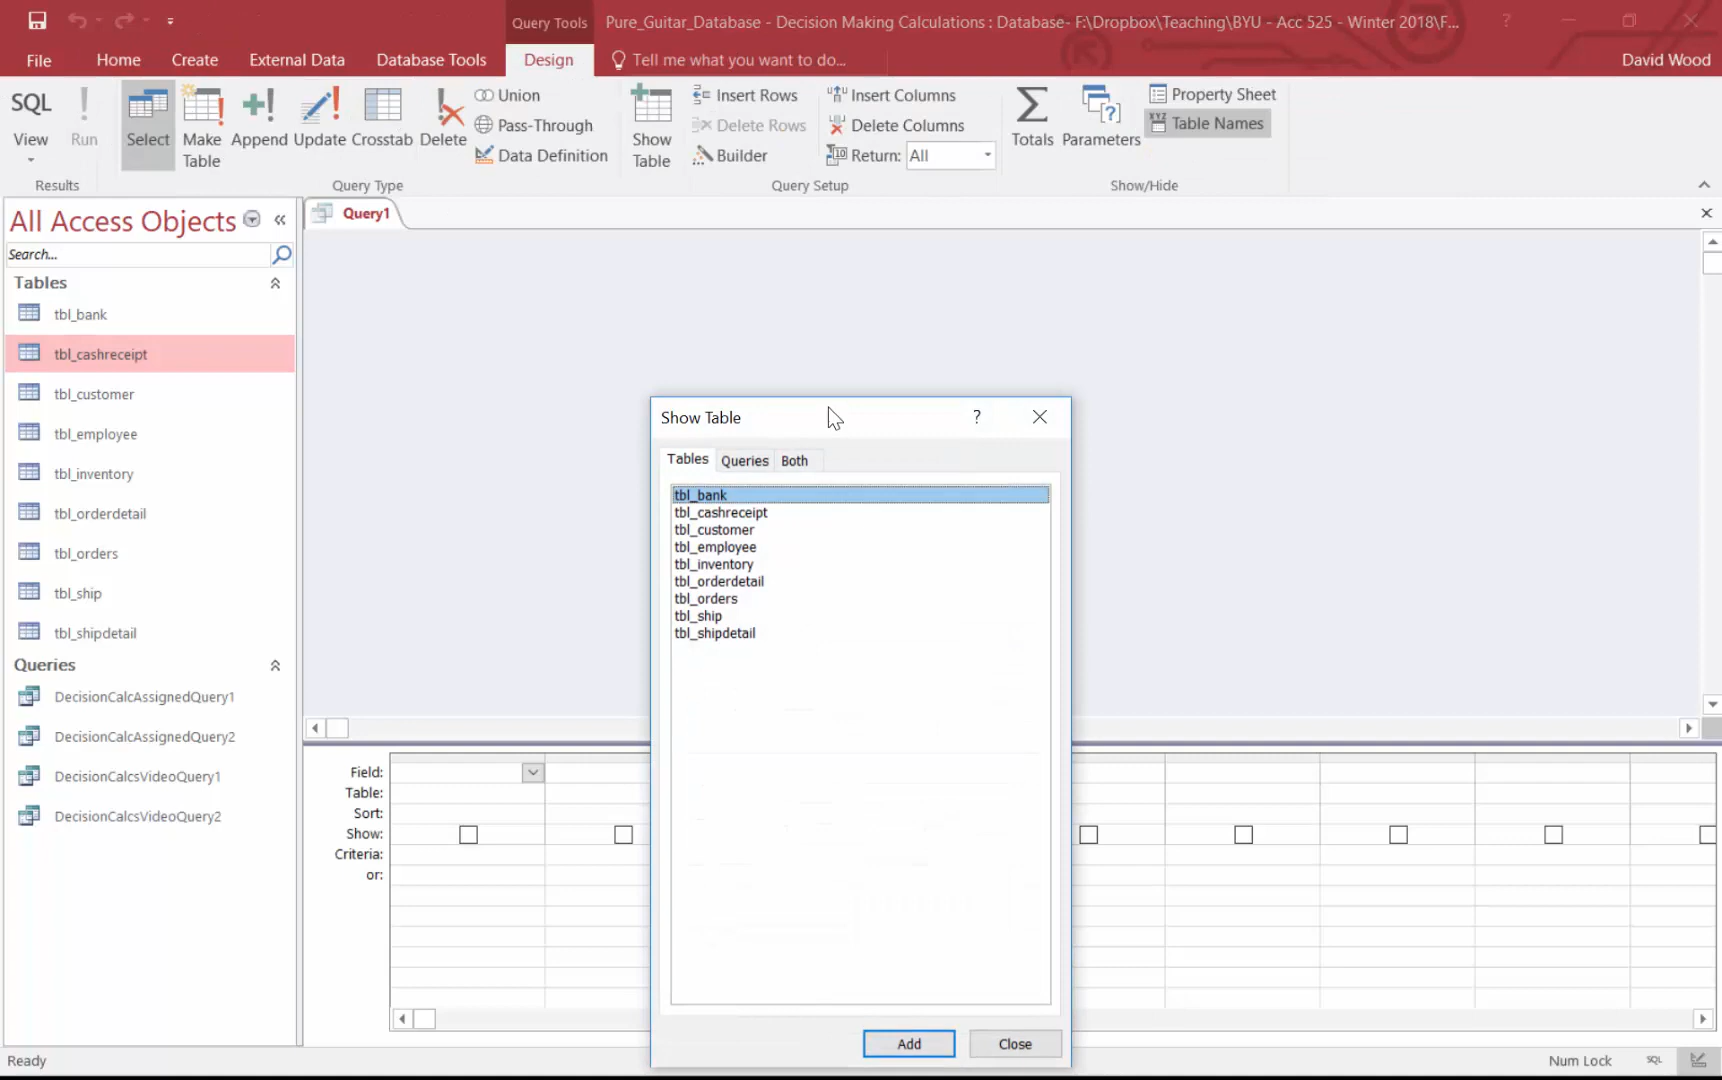 Query Tools
Pure_Guitar_Database - Decision Making Calculations : Database- F:\Dropbox\Teaching\BYU - Acc 525 - Winter 2018\F...
?
File
Home
Create
External Data
Database Tools
Design
Tell me what you want to do...
David Wood
SQL
View
Run
Results
Select
Make Table
Append
Update
Crosstab
Delete
Union
Pass-Through
Data Definition
Query Type
Show Table
Insert Rows
Delete Rows
Builder
Insert Columns
Delete Columns
Return: All
Query Setup
Totals
Parameters
Property Sheet
Table Names
Show/Hide
All Access Objects
Search...
Tables
tbl_bank
tbl_cashreceipt
tbl_customer
tbl_employee
tbl_inventory
tbl_orderdetail
tbl_orders
tbl_ship
tbl_shipdetail
Queries
DecisionCalcAssignedQuery1
DecisionCalcAssignedQuery2
DecisionCalcsVideoQuery1
DecisionCalcsVideoQuery2
Query1
Show Table
?
Tables
Queries
Both
tbl_bank
tbl_cashreceipt
tbl_customer
tbl_employee
tbl_inventory
tbl_orderdetail
tbl_orders
tbl_ship
tbl_shipdetail
Add
Close
Field:
Table:
Sort:
Show:
Criteria:
or:
Ready
Num Lock
SQL